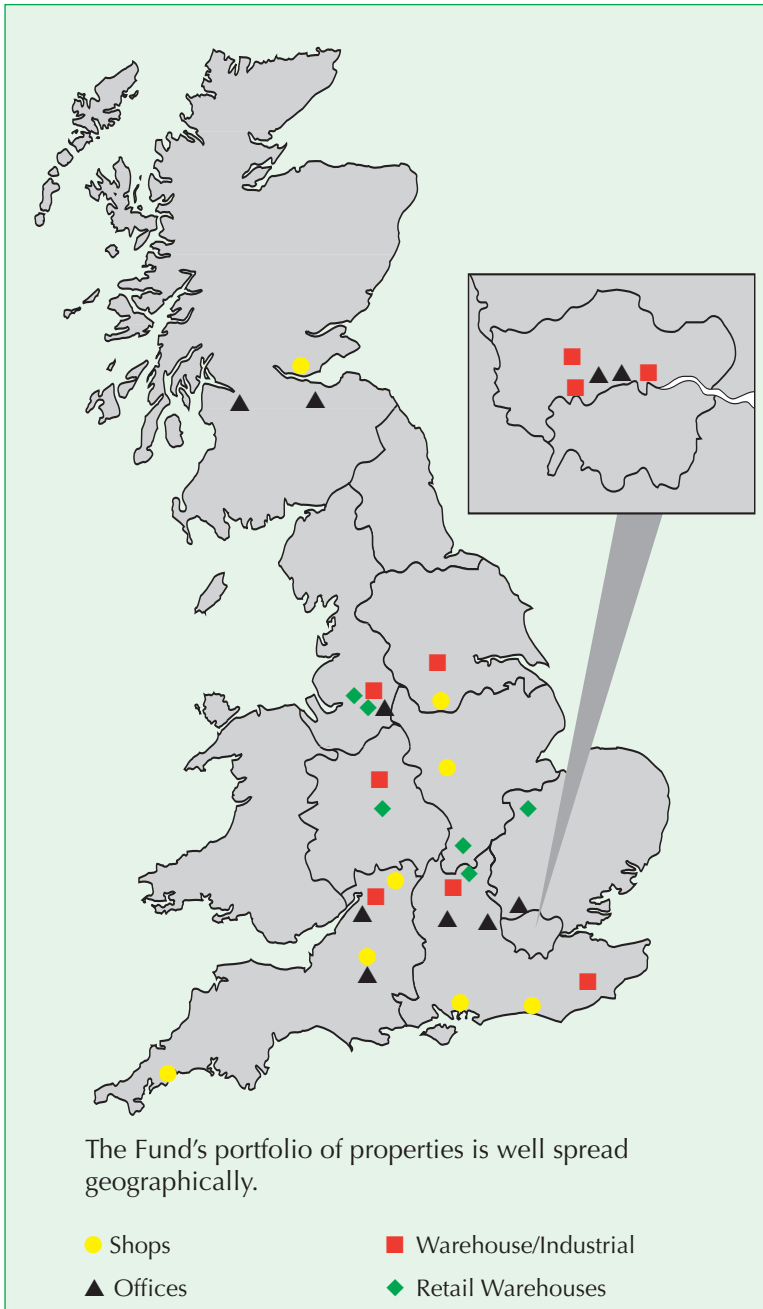 The Fund’s portfolio of properties is well spread
geographically.
Shops
Warehouse/Industrial
Offices
Retail Warehouses